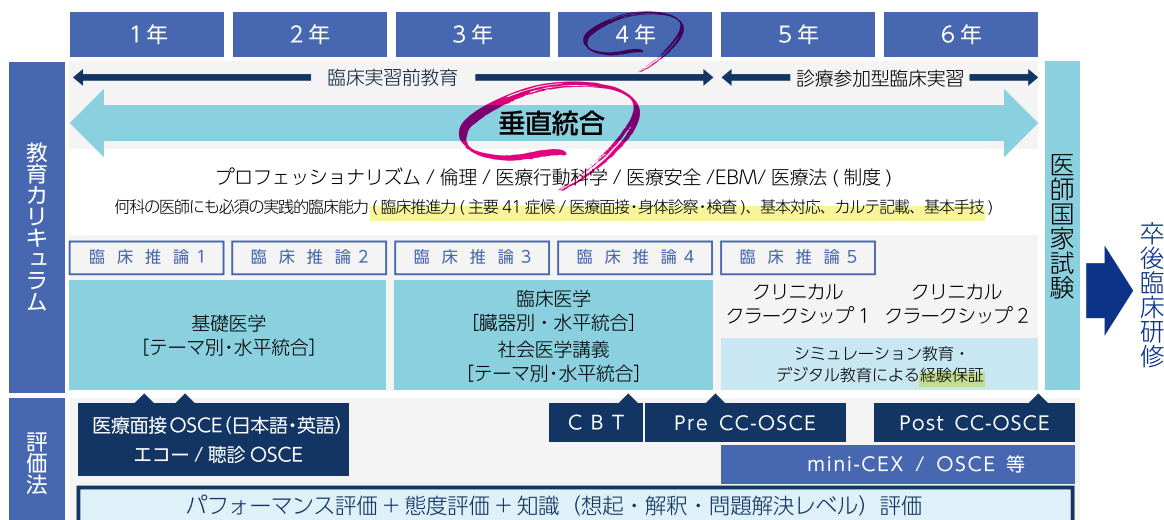 1年
2年
3年
4年
5年
6年
教育カリキュラム
臨床実習前教育
診療参加型臨床実習
垂直統合
プロフェッショナリズム / 倫理 / 医療行動科学 / 医療安全 /EBM/ 医療法 ( 制度 )
何科の医師にも必須の実践的臨床能力 ( 臨床推進力 ( 主要 41 症候 / 医療面接・身体診察・検査 )、基本対応、カルテ記載、基本手技 )
臨床推論1
臨床推論2
臨床推論3
臨床推論4
臨床推論5
基礎医学
[テーマ別・水平統合]
臨床医学
[臓器別・水平統合]
社会医学講義
[テーマ別・水平統合]
クリニカル
クラークシップ 1
クリニカル
クラークシップ 2
シミュレーション教育・
デジタル教育による経験保証
医師国家試験
卒後臨床研修
評価法
医療面接 OSCE (日本語・英語)
エコー / 聴診 OSCE
CBT
Pre CC-OSCE
Post CC-OSCE
mini-CEX / OSCE 等
パフォーマンス評価 + 態度評価 + 知識（想起・解釈・問題解決レベル）評価